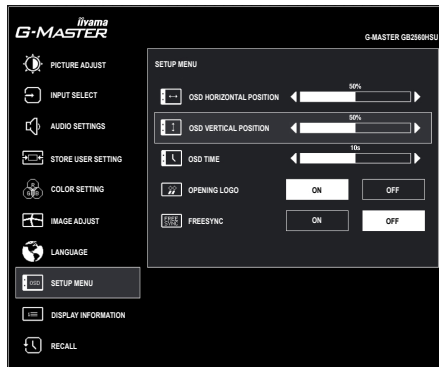 iiyama
G-MASTER
G-MASTER GB2560HSU
PICTURE ADJUST
INPUT SELECT
AUDIO SETTINGS
STORE USER SETTING
R
G B
COLOR SETTING
IMAGE ADJUST
LANGUAGE
OSD
SETUP MENU
DISPLAY INFORMATION
RECALL
SETUP MENU
50%
OSD HORIZONTAL POSITION
50%
OSD VERTICAL POSITION
10s
OSD TIME
OPENING LOGO
ON
OFF
FREE
SYNC
FREESYNC
ON
OFF